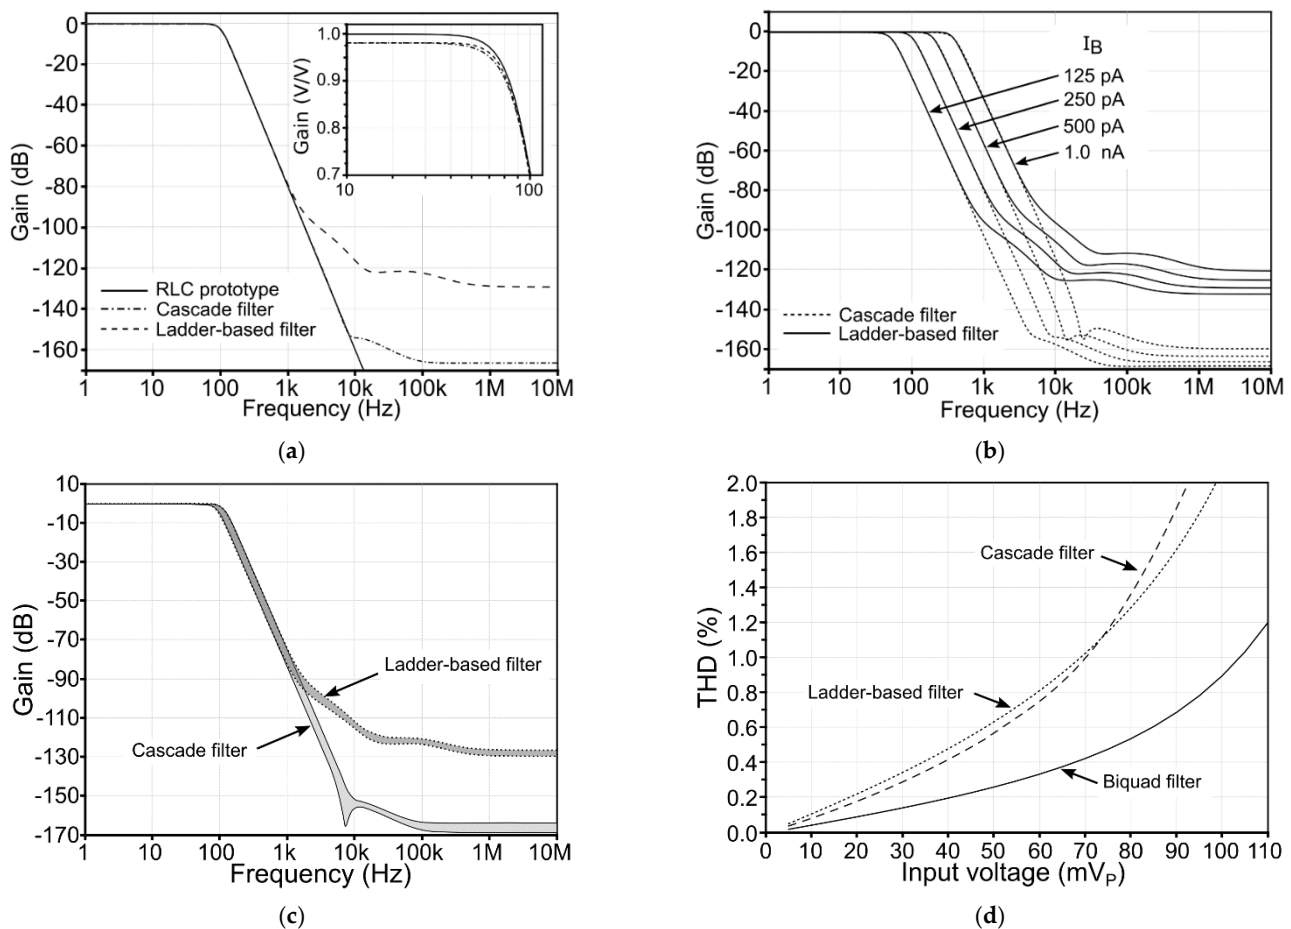 0
-20
-40
-60
-80
-100
-120
-140
-160
Gain (dB)
1 10 100 1k 10k 100k 1M 10M
Frequency (Hz)
RLC prototype
Cascade filter
Ladder-based filter
1.0
0.9
0.8
0.7
Gain (V/V)
10 100
(a)
0
-20
-40
-60
-80
-100
-120
-140
-160
Gain (dB)
1 10 100 1k 10k 100k 1M 10M
Frequency (Hz)
IB
125 pA
250 pA
500 pA
1.0 nA
Cascade filter
Ladder-based filter
(b)
10
-10
-30
-50
-70
-90
-110
-130
-150
-170
Gain (dB)
1 10 100 1k 10k 100k 1M 10M
Frequency (Hz)
Ladder-based filter
Cascade filter
(c)
2.0
1.8
1.6
1.4
1.2
1.0
0.8
0.6
0.4
0.2
0.0
THD (%)
0 10 20 30 40 50 60 70 80 90 100 110
Input voltage (mVP)
Cascade filter
Ladder-based filter
Biquad filter
(d)